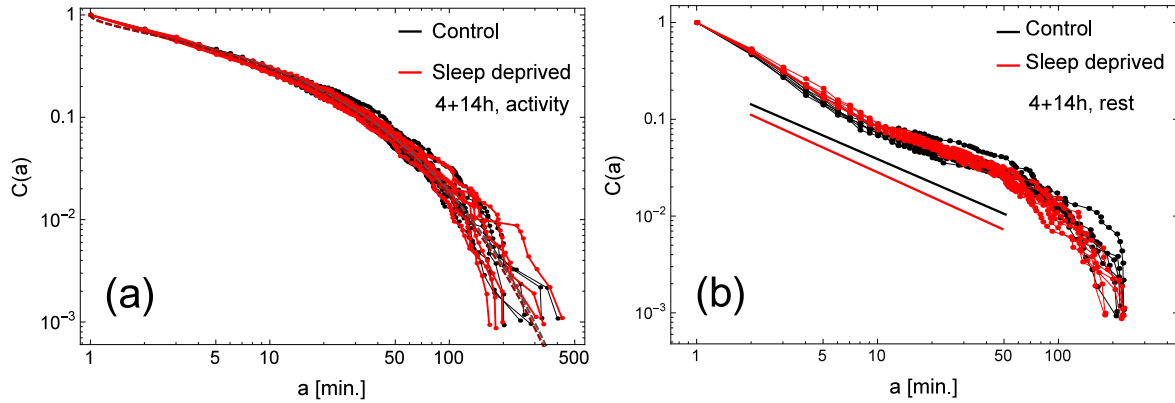 1
0.1
10⁻²
10⁻³
C(a)
Control
Sleep deprived
4+14h, activity
(a)
1 5 10 50 100 500
a [min.]
1
0.1
10⁻²
10⁻³
C(a)
Control
Sleep deprived
4+14h, rest
(b)
1 5 10 50 100
a [min.]